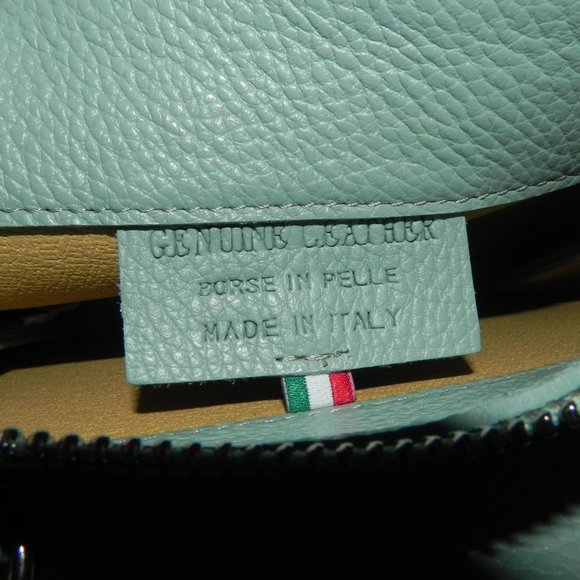 GENUINE LEATHER
BORSE IN PELLE
MADE IN ITALY